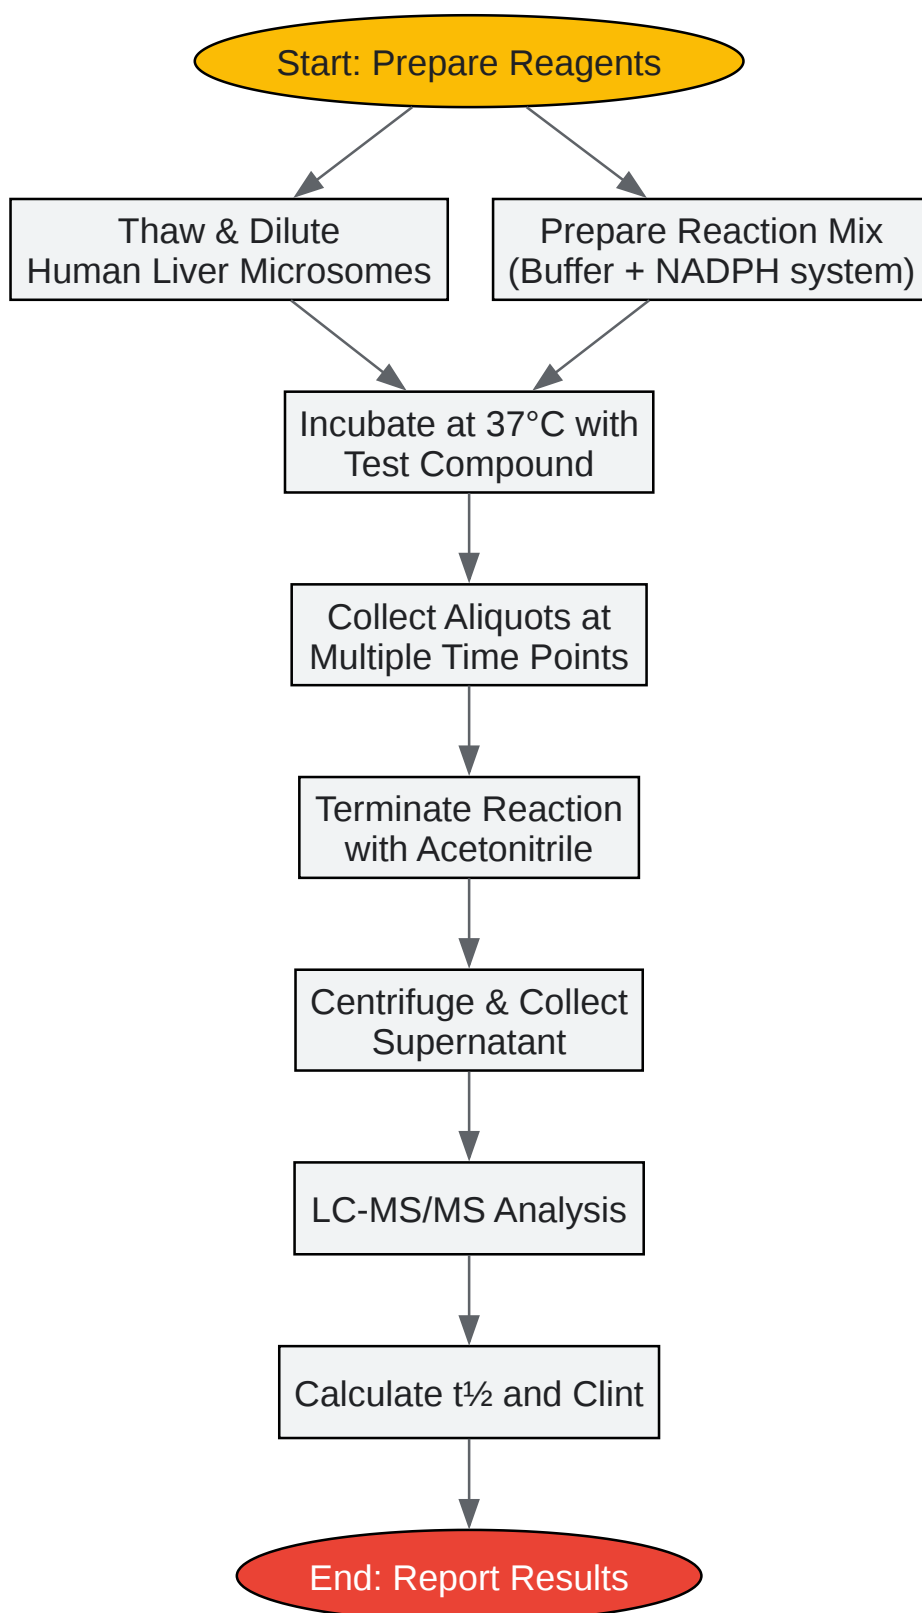 Start: Prepare Reagents
Thaw & Dilute
Human Liver Microsomes
Prepare Reaction Mix
(Buffer + NADPH system)
Incubate at 37°C with
Test Compound
Collect Aliquots at
Multiple Time Points
Terminate Reaction
with Acetonitrile
Centrifuge & Collect
Supernatant
LC-MS/MS Analysis
Calculate t½ and Clint
End: Report Results